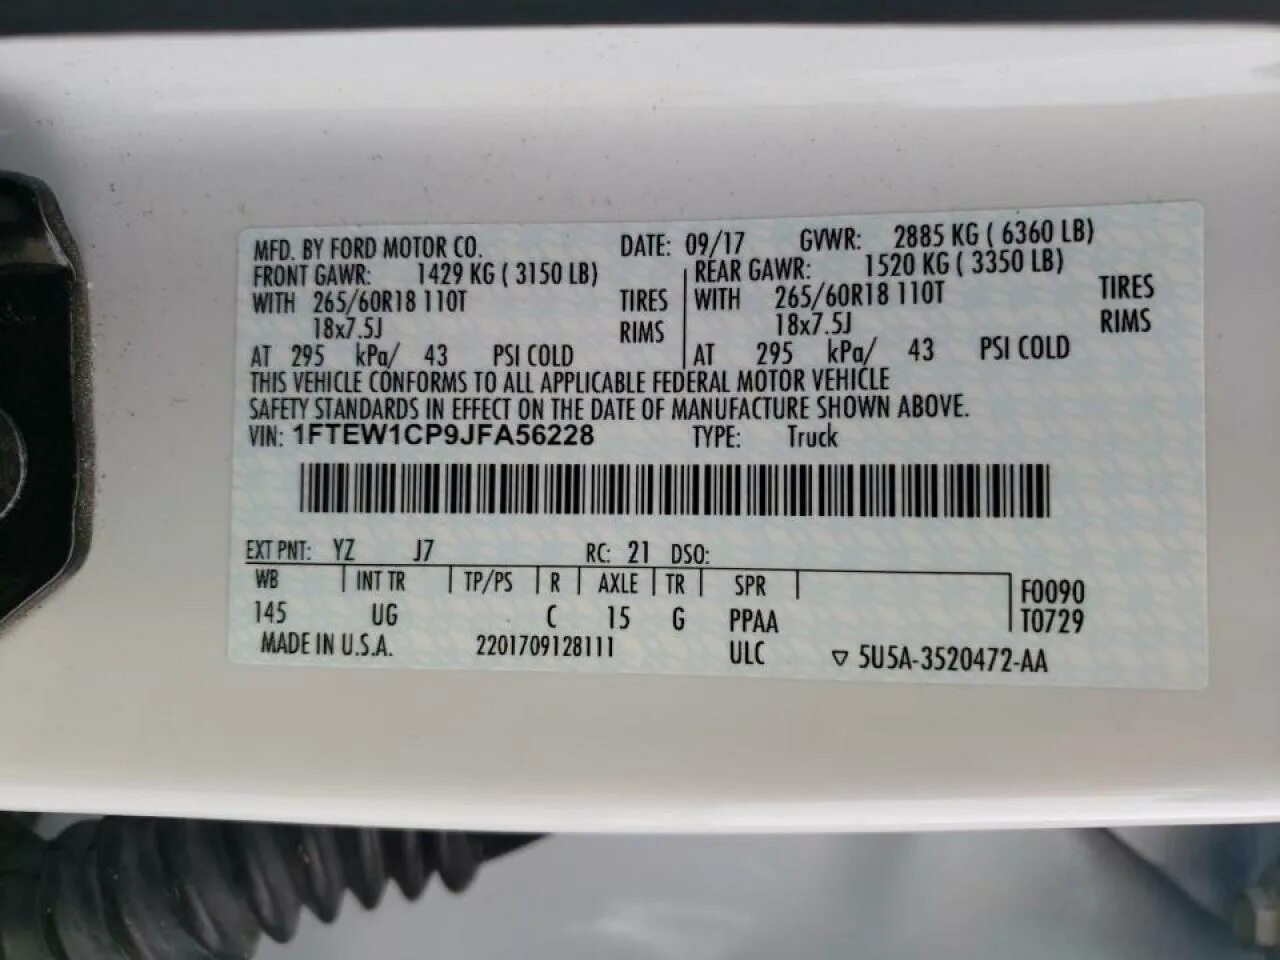 MFD. BY FORD MOTOR CO. DATE: 09/17 GVWR: 2885 KG ( 6360 LB)
FRONT GAWR: 1429 KG ( 3150 LB) REAR GAWR: 1520 KG ( 3350 LB)
WITH 265/60R18 110T TIRES WITH 265/60R18 110T TIRES
18x7.5J RIMS 18x7.5J RIMS
AT 295 kPa/ 43 PSI COLD AT 295 kPa/ 43 PSI COLD
THIS VEHICLE CONFORMS TO ALL APPLICABLE FEDERAL MOTOR VEHICLE
SAFETY STANDARDS IN EFFECT ON THE DATE OF MANUFACTURE SHOWN ABOVE.
VIN: 1FTEW1CP9JFA56228 TYPE: Truck
EXT PNT: YZ J7 RC: 21 DSO:
WB INT TR TP/PS R AXLE TR SPR F0090
145 UG C 15 G PPAA T0729
MADE IN U.S.A. 2201709128111 ULC ▽ 5U5A-3520472-AA